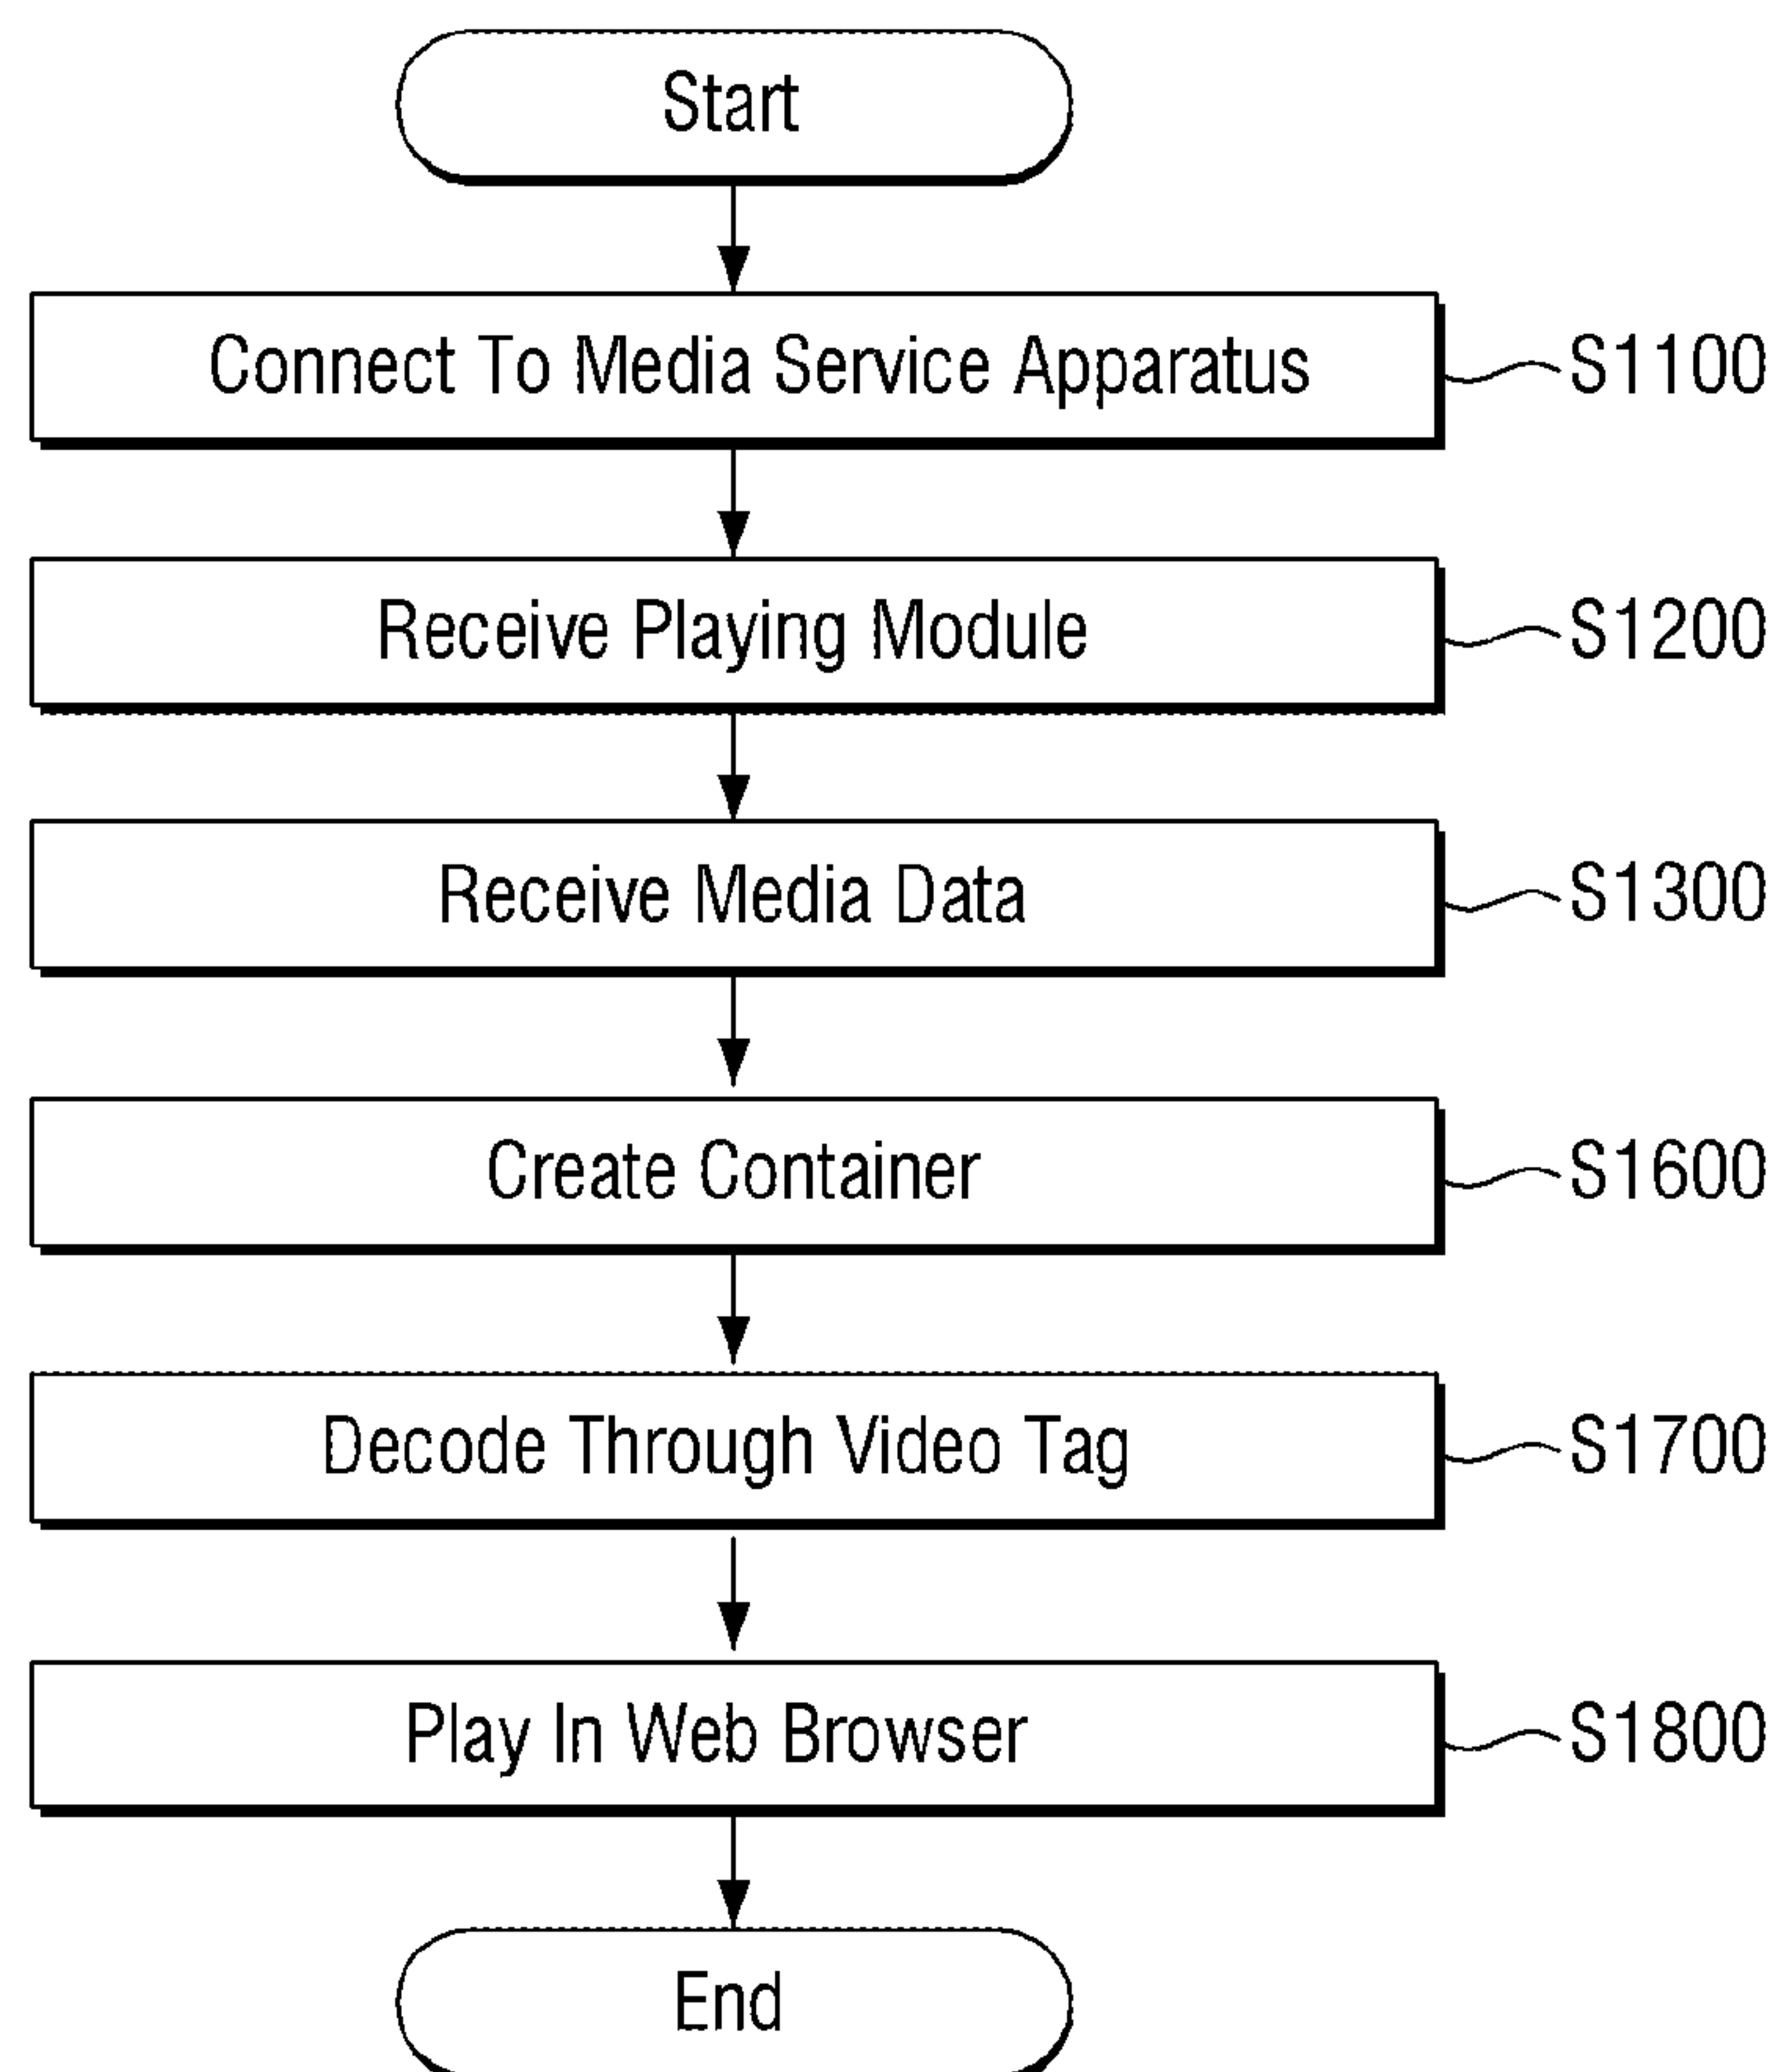 Start
Connect To Media Service Apparatus S1100
Receive Playing Module S1200
Receive Media Data S1300
Create Container S1600
Decode Through Video Tag S1700
Play In Web Browser S1800
End